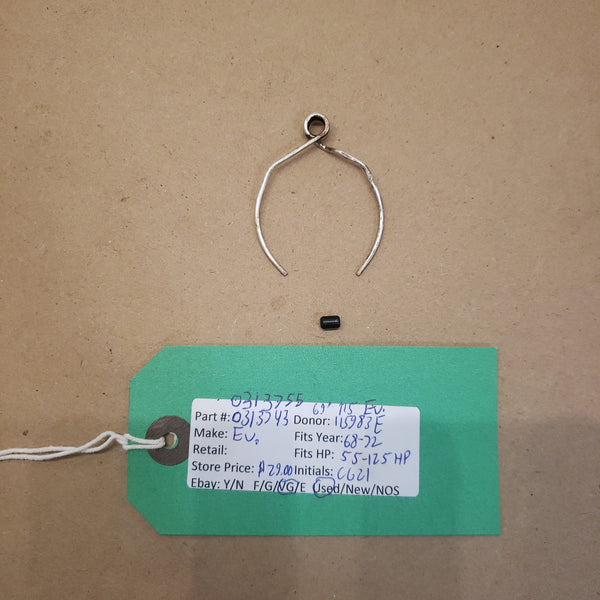 0313755 69' 115 Ev.
Part #: 0313743 Donor: 115983E
Make: Ev. Fits Year: 68-72
Retail: Fits HP: 55-125 HP
Store Price: $29.00 Initials: CG21
Ebay: Y/N F/G/VG/E Used/New/NOS